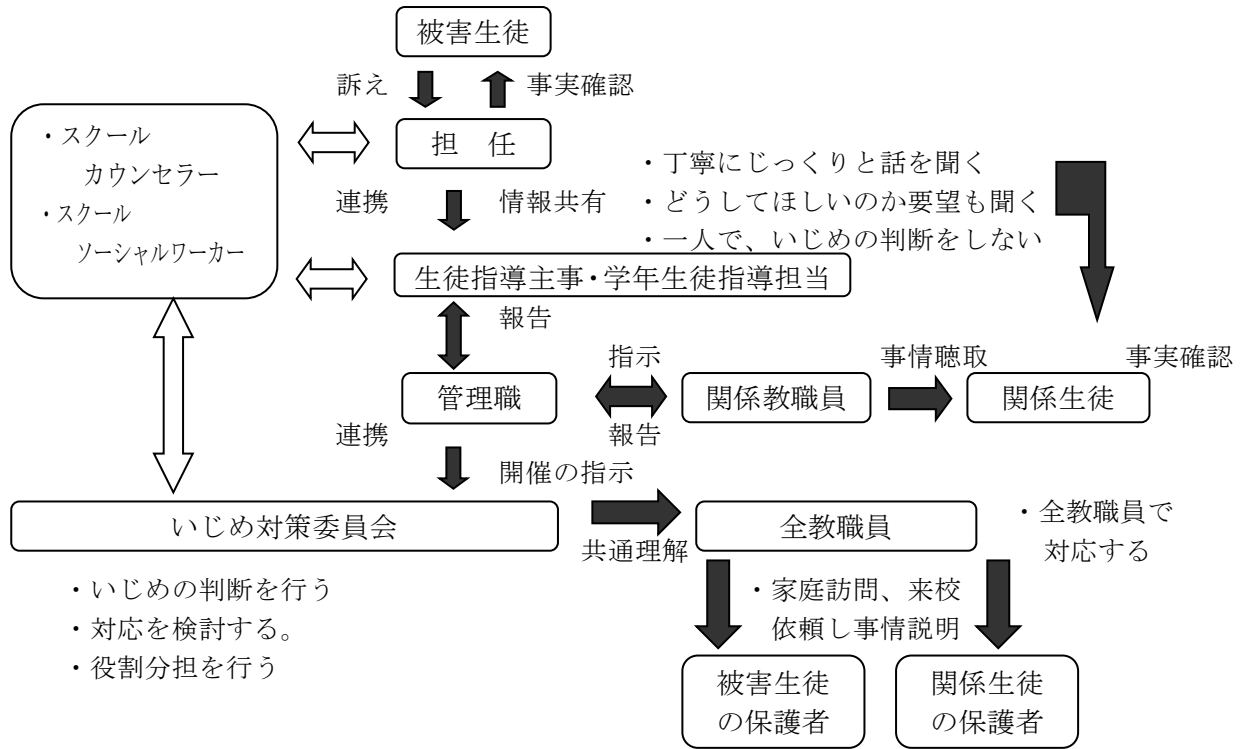 被害生徒
訴え
事実確認
・スクール
カウンセラー
・スクール
ソーシャルワーカー
担　任
連携
情報共有
・丁寧にじっくりと話を聞く
・どうしてほしいのか要望も聞く
・一人で、いじめの判断をしない
生徒指導主事・学年生徒指導担当
報告
指示
事情聴取
事実確認
管理職
関係教職員
関係生徒
連携
報告
開催の指示
いじめ対策委員会
共通理解
全教職員
・全教職員で
対応する
・いじめの判断を行う
・対応を検討する。
・役割分担を行う
・家庭訪問、来校
依頼し事情説明
被害生徒
の保護者
関係生徒
の保護者